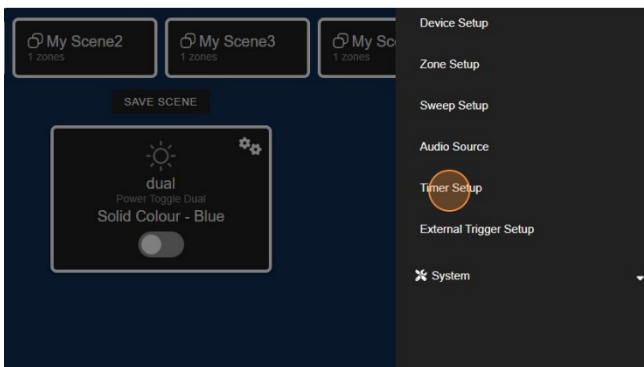 My Scene2
1 zones
My Scene3
1 zones
My Sc
1 zones
SAVE SCENE
dual
Power Toggle Dual
Solid Colour - Blue
Device Setup
Zone Setup
Sweep Setup
Audio Source
Timer Setup
External Trigger Setup
System